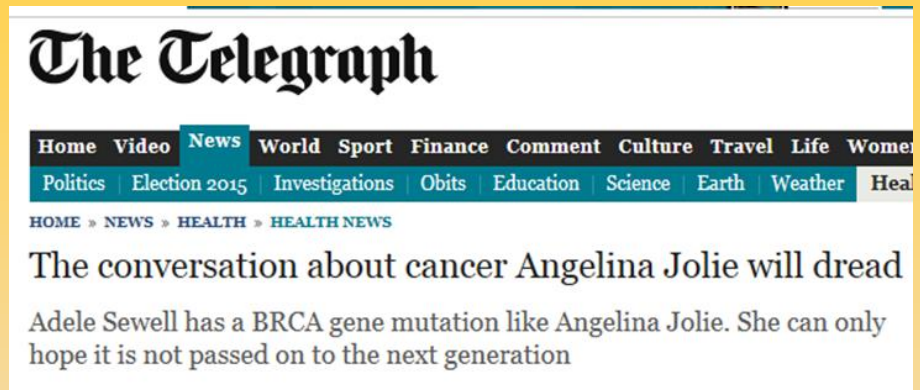 The Telegraph
Home Video News World Sport Finance Comment Culture Travel Life Women
Politics Election 2015 Investigations Obits Education Science Earth Weather Heal
HOME » NEWS » HEALTH » HEALTH NEWS
The conversation about cancer Angelina Jolie will dread
Adele Sewell has a BRCA gene mutation like Angelina Jolie. She can only
hope it is not passed on to the next generation